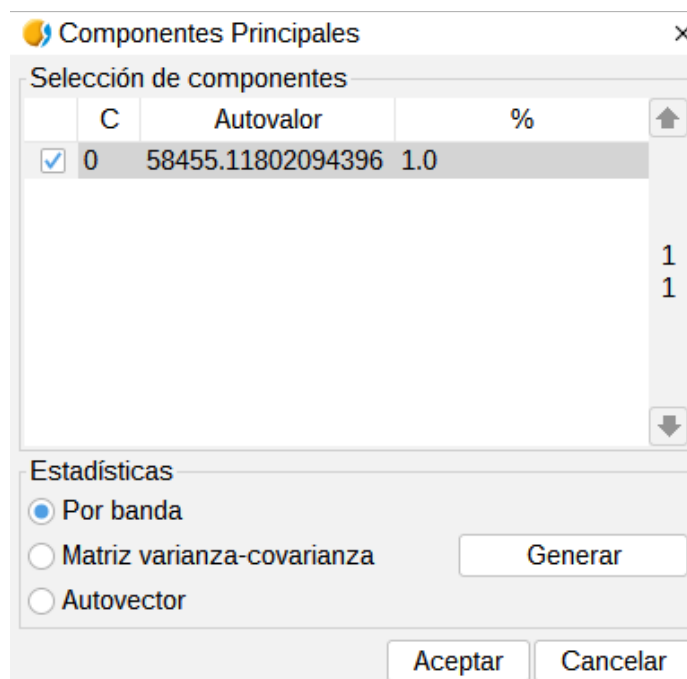 Componentes Principales
Selección de componentes
C Autovalor %
0 58455.11802094396 1.0
1
1
Estadísticas
Por banda
Matriz varianza-covarianza Generar
Autovector
Aceptar Cancelar